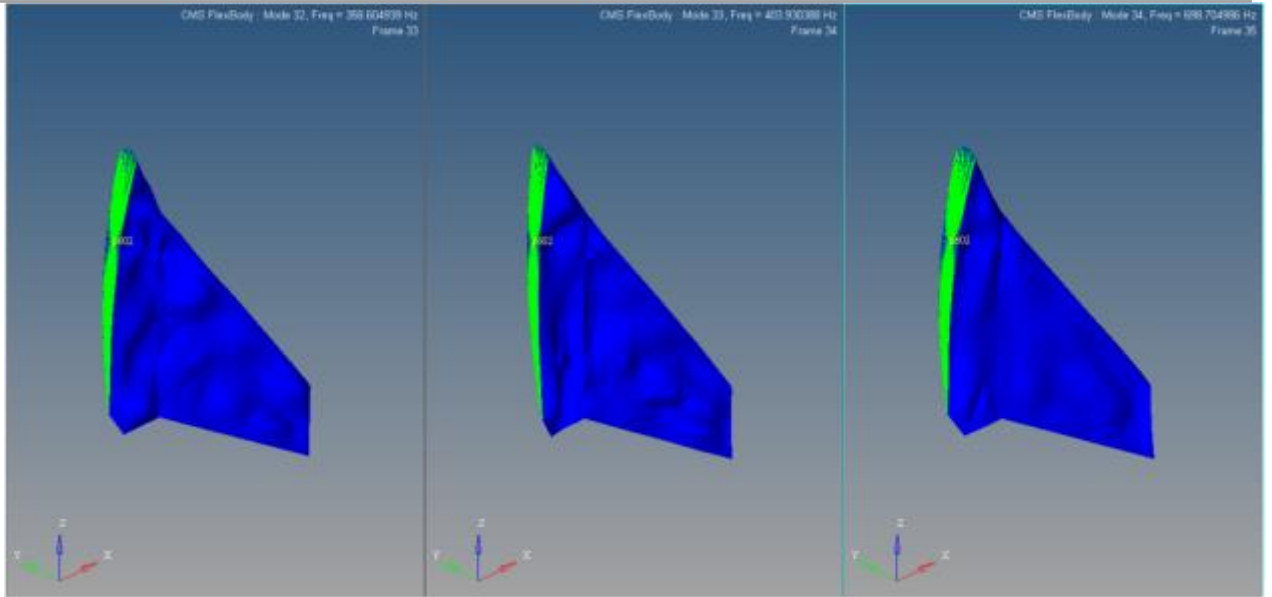 CMS FlexBody : Mode 32, Freq = 358.604939 Hz
Frame 33
CMS FlexBody : Mode 33, Freq = 403.930388 Hz
Frame 34
CMS FlexBody : Mode 34, Freq = 698.704986 Hz
Frame 35
Z
Y
X
Z
Y
X
Z
Y
X